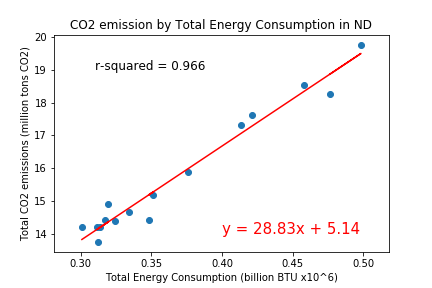 CO2 emission by Total Energy Consumption in ND
20
19
18
17
16
15
14
Total CO2 emissions (million tons CO2)
r-squared = 0.966
y = 28.83x + 5.14
0.30 0.35 0.40 0.45 0.50
Total Energy Consumption (billion BTU x10^6)